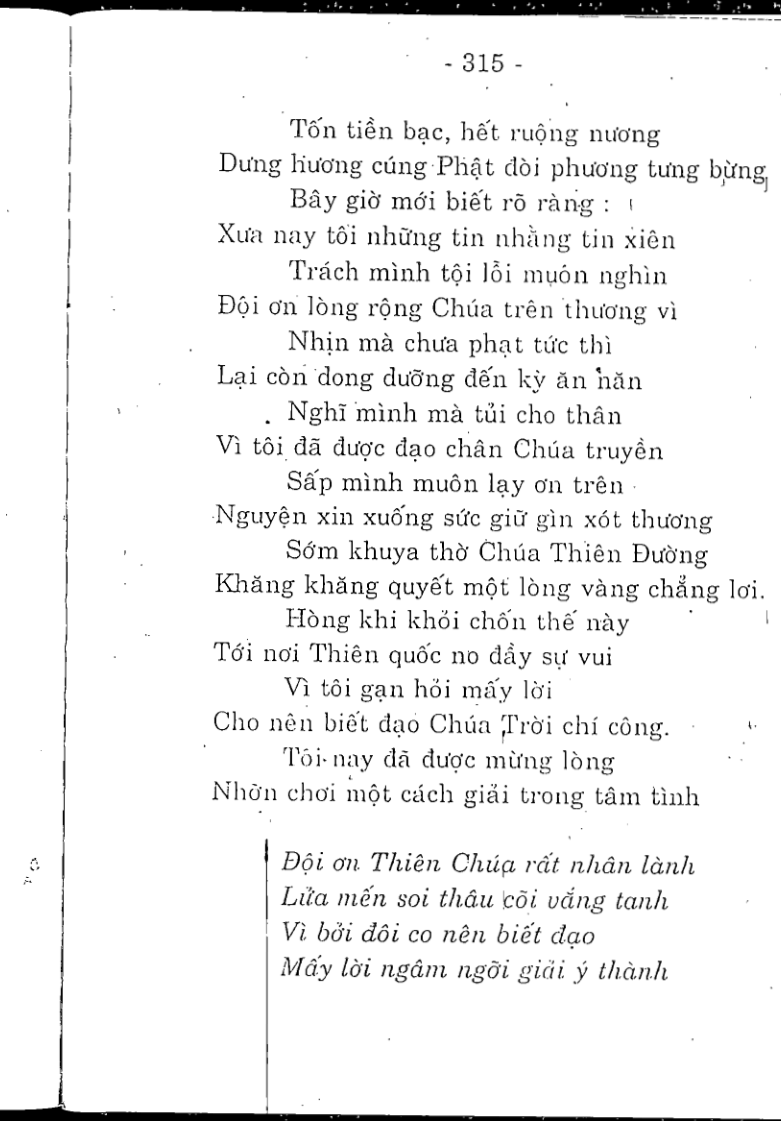 - 315 -
Tốn tiền bạc, hết ruộng nương
Dưng hương cúng Phật đòi phương tưng bừng
Bây giờ mới biết rõ ràng :
Xưa nay tôi những tin nhằng tin xiên
Trách mình tội lỗi muôn nghìn
Đội ơn lòng rộng Chúa trên thương vì
Nhịn mà chưa phạt tức thì
Lại còn dong dưỡng đến kỳ ăn năn
Nghĩ mình mà tủi cho thân
Vì tôi đã được đạo chân Chúa truyền
Sấp mình muôn lạy ơn trên
Nguyện xin xuống sức giữ gìn xót thương
Sớm khuya thờ Chúa Thiên Đường
Khăng khăng quyết một lòng vàng chẳng lơi.
Hòng khi khỏi chốn thế này
Tới nơi Thiên quốc no đầy sự vui
Vì tôi gạn hỏi mấy lời
Cho nên biết đạo Chúa Trời chí công.
Tôi nay đã được mừng lòng
Nhờn chơi một cách giải trong tâm tình
Đội ơn Thiên Chúa rất nhân lành
Lửa mến soi thâu cõi vắng tanh
Vì bởi đôi co nên biết đạo
Mấy lời ngâm ngỡi giải ý thành